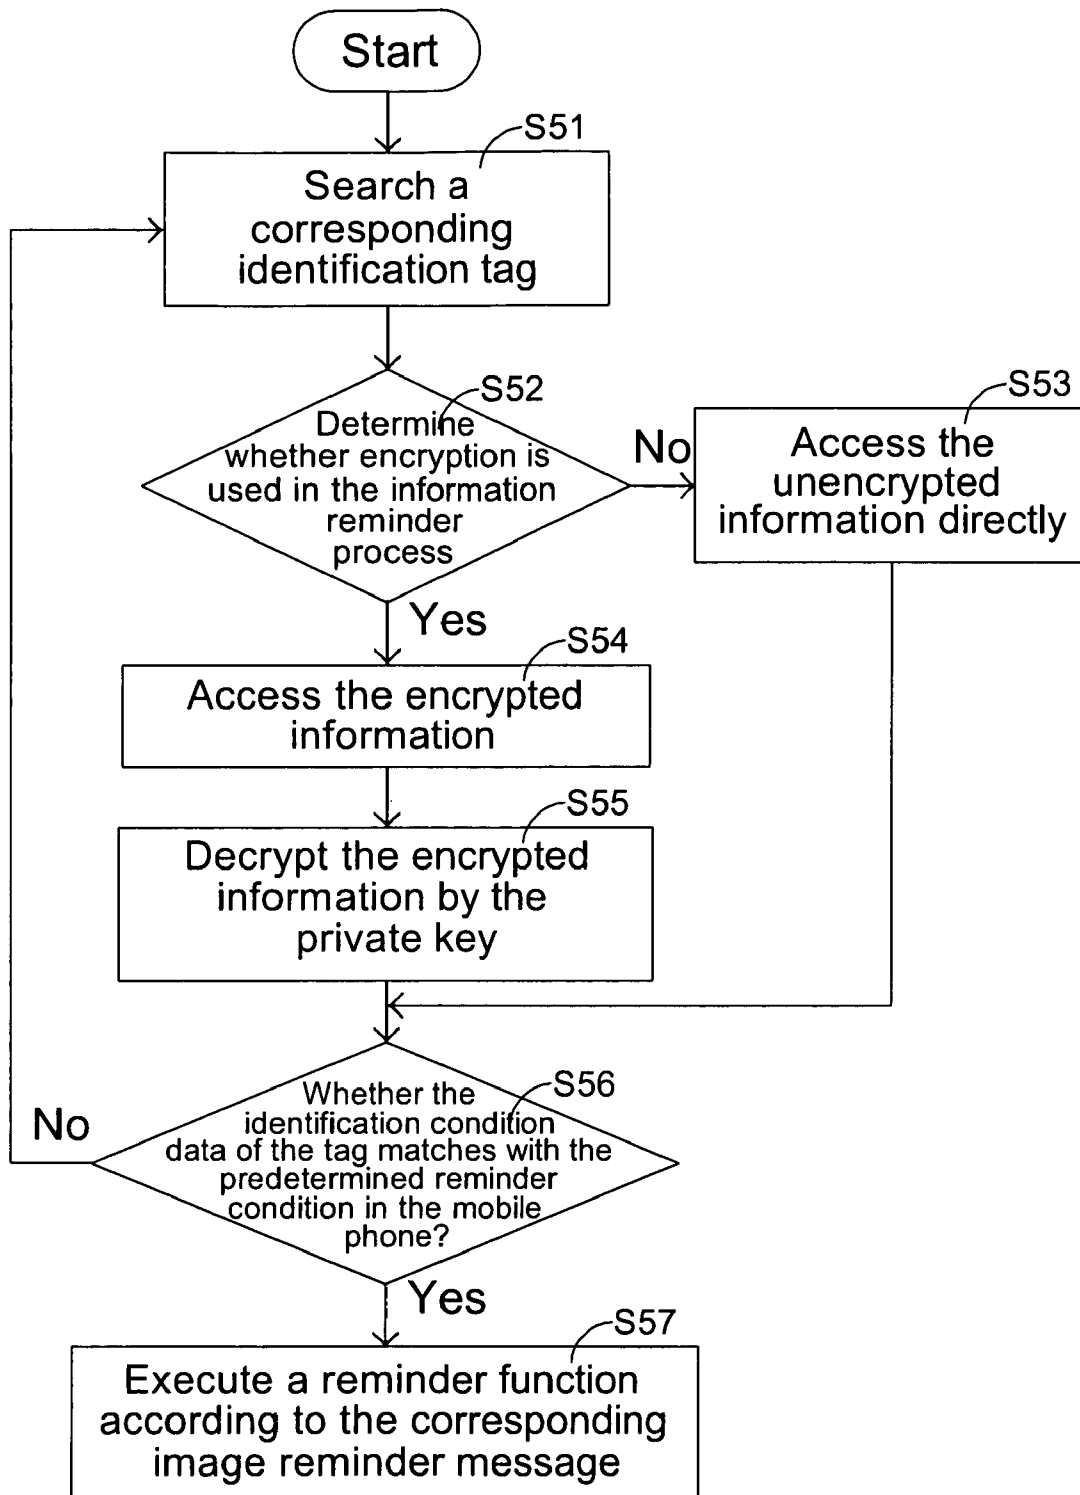 Start
S51
Search a
corresponding
identification tag
S52
Determine
whether encryption is
used in the information
reminder
process
No
S53
Access the
unencrypted
information directly
Yes
S54
Access the encrypted
information
S55
Decrypt the encrypted
information by the
private key
S56
Whether the
identification condition
data of the tag matches with the
predetermined reminder
condition in the mobile
phone?
No
Yes
S57
Execute a reminder function
according to the corresponding
image reminder message